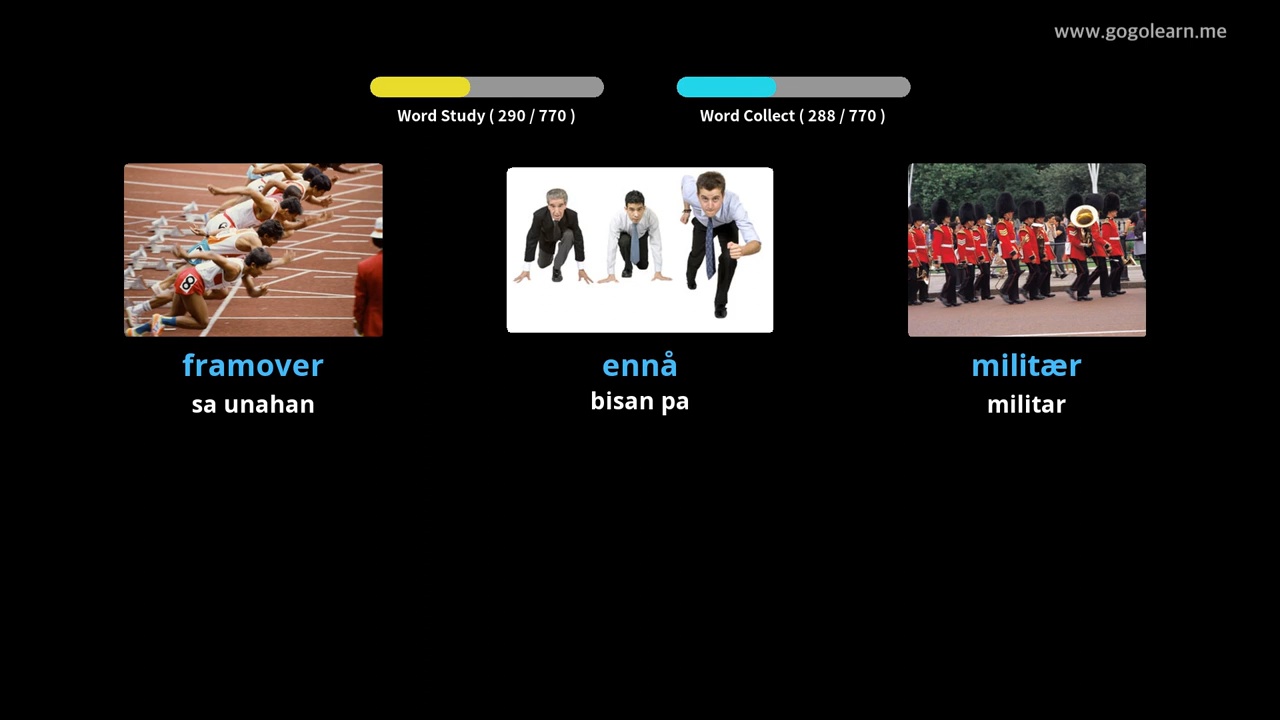 www.gogolearn.me
Word Study ( 290 / 770 )
Word Collect ( 288 / 770 )
8
framover
ennå
militær
sa unahan
bisan pa
militar